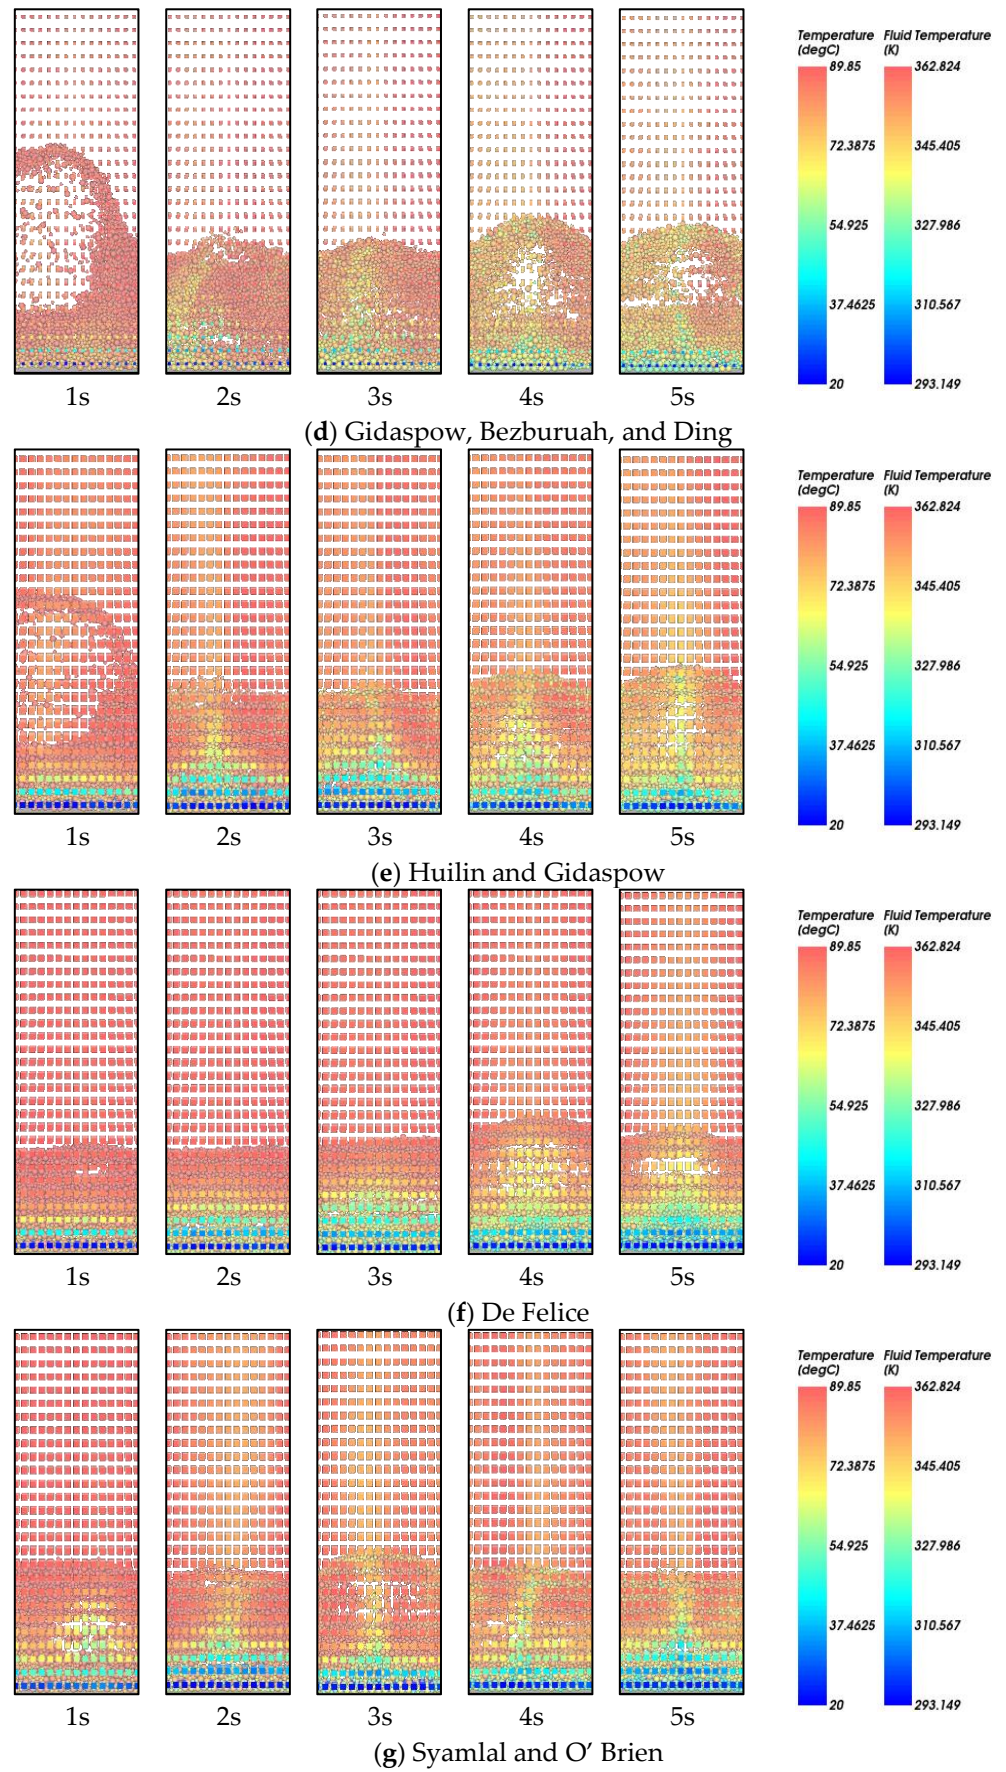 Temperature (degC) Fluid Temperature (K)
89.85 362.824
72.3875 345.405
54.925 327.986
37.4625 310.567
20 293.149
1s 2s 3s 4s 5s
(d) Gidaspow, Bezburuah, and Ding
Temperature (degC) Fluid Temperature (K)
89.85 362.824
72.3875 345.405
54.925 327.986
37.4625 310.567
20 293.149
1s 2s 3s 4s 5s
(e) Huilin and Gidaspow
Temperature (degC) Fluid Temperature (K)
89.85 362.824
72.3875 345.405
54.925 327.986
37.4625 310.567
20 293.149
1s 2s 3s 4s 5s
(f) De Felice
Temperature (degC) Fluid Temperature (K)
89.85 362.824
72.3875 345.405
54.925 327.986
37.4625 310.567
20 293.149
1s 2s 3s 4s 5s
(g) Syamlal and O’ Brien